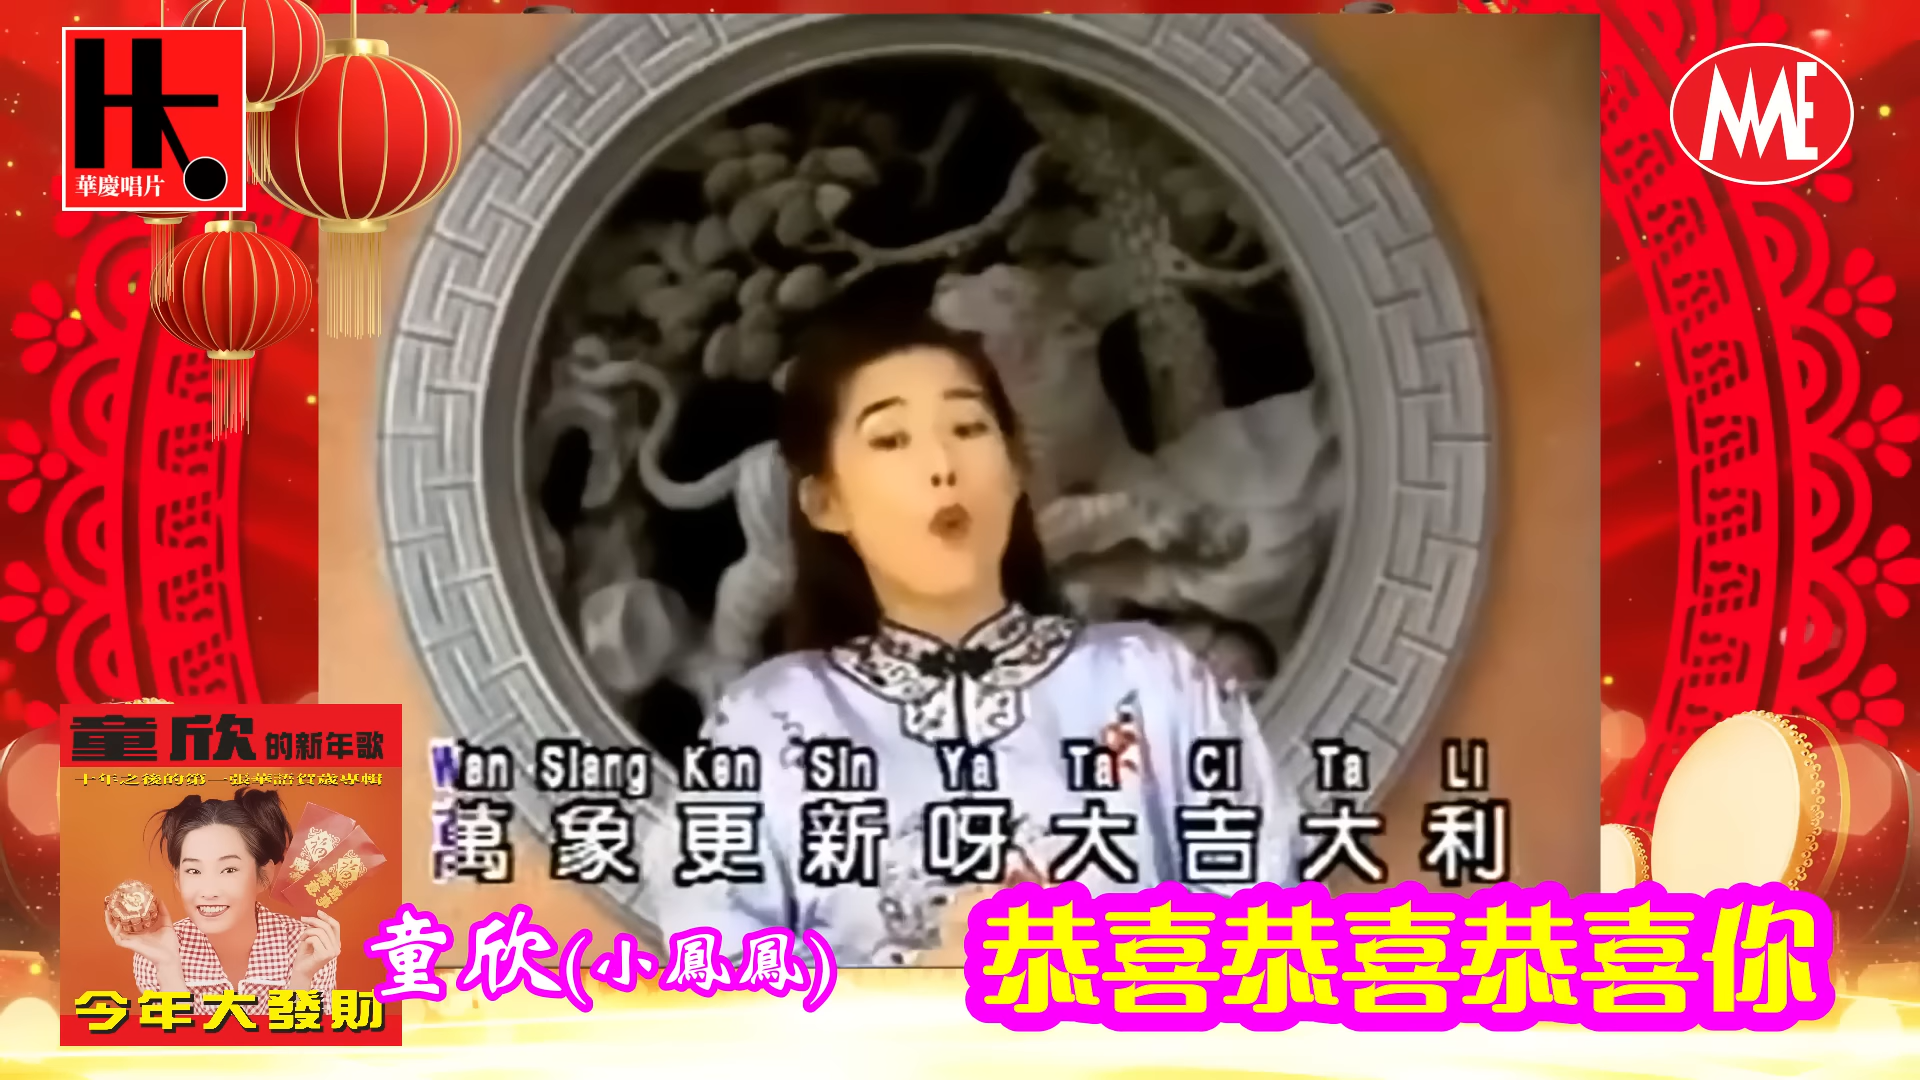 華慶唱片
MME
Wan Siang Ken Sin Ya Ta Ci Ta Li
萬象更新呀大吉大利
童欣的新年歌
十年之後的第一張華語賀歲專輯
今年大發財
童欣(小鳳鳳)
恭喜恭喜恭喜你